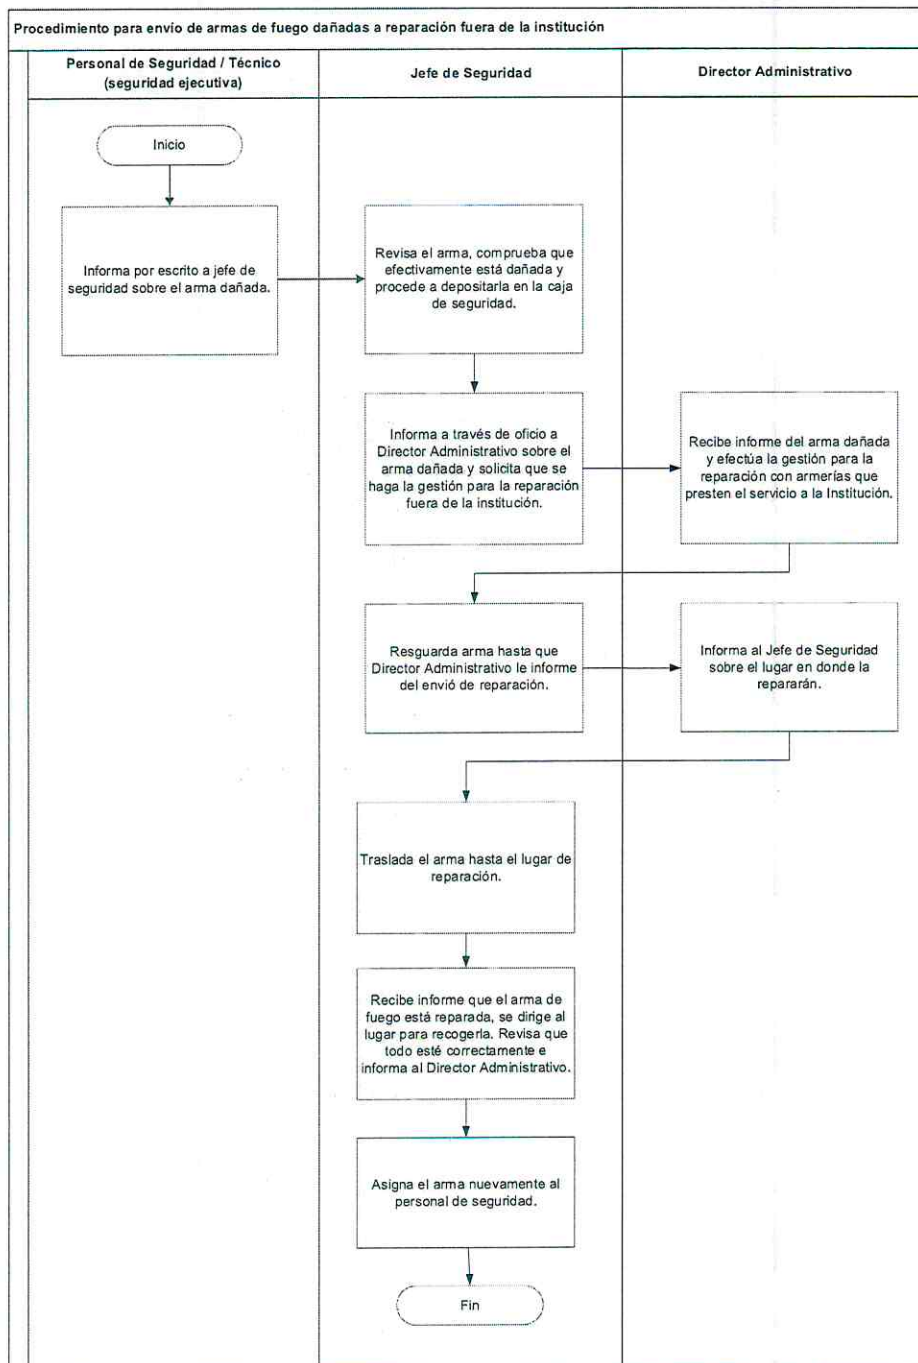 Procedimiento para envío de armas de fuego dañadas a reparación fuera de la institución
Personal de Seguridad / Técnico
(seguridad ejecutiva)
Jefe de Seguridad
Director Administrativo
Inicio
Informa por escrito a jefe de
seguridad sobre el arma dañada.
Revisa el arma, comprueba que
efectivamente está dañada y
procede a depositarla en la caja
de seguridad.
Informa a través de oficio a
Director Administrativo sobre el
arma dañada y solicita que se
haga la gestión para la reparación
fuera de la institución.
Recibe informe del arma dañada
y efectúa la gestión para la
reparación con armerías que
presten el servicio a la Institución.
Resguarda arma hasta que
Director Administrativo le informe
del envió de reparación.
Informa al Jefe de Seguridad
sobre el lugar en donde la
repararán.
Traslada el arma hasta el lugar de
reparación.
Recibe informe que el arma de
fuego está reparada, se dirige al
lugar para recogerla. Revisa que
todo esté correctamente e
informa al Director Administrativo.
Asigna el arma nuevamente al
personal de seguridad.
Fin